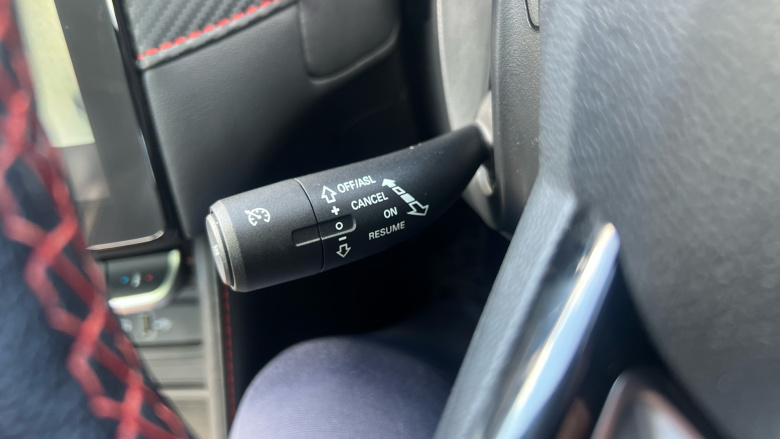 OFF/ASL
+ CANCEL
O ON
− RESUME